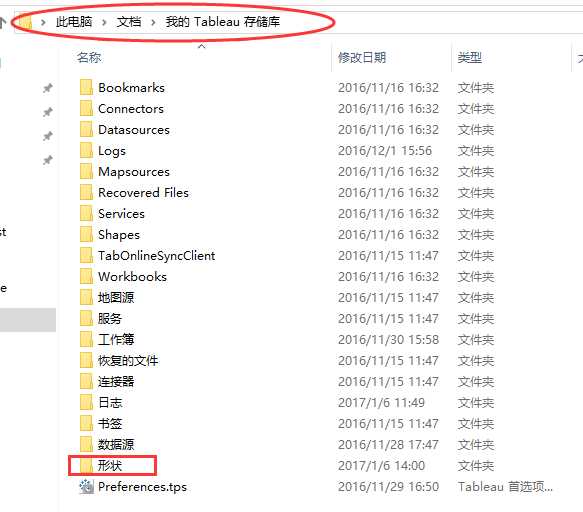 此电脑 > 文档 > 我的 Tableau 存储库
名称 修改日期 类型
Bookmarks 2016/11/16 16:32 文件夹
Connectors 2016/11/16 16:32 文件夹
Datasources 2016/11/16 16:32 文件夹
Logs 2016/12/1 15:56 文件夹
Mapsources 2016/11/16 16:32 文件夹
Recovered Files 2016/11/16 16:32 文件夹
Services 2016/11/16 16:32 文件夹
Shapes 2016/11/16 16:32 文件夹
TabOnlineSyncClient 2016/11/15 11:47 文件夹
Workbooks 2016/11/16 16:32 文件夹
地图源 2016/11/15 11:47 文件夹
服务 2016/11/15 11:47 文件夹
工作簿 2016/11/30 15:58 文件夹
恢复的文件 2016/11/15 11:47 文件夹
连接器 2016/11/15 11:47 文件夹
日志 2017/1/6 11:49 文件夹
书签 2016/11/15 11:47 文件夹
数据源 2016/11/28 17:47 文件夹
形状 2017/1/6 14:00 文件夹
Preferences.tps 2016/11/29 16:50 Tableau 首选项...